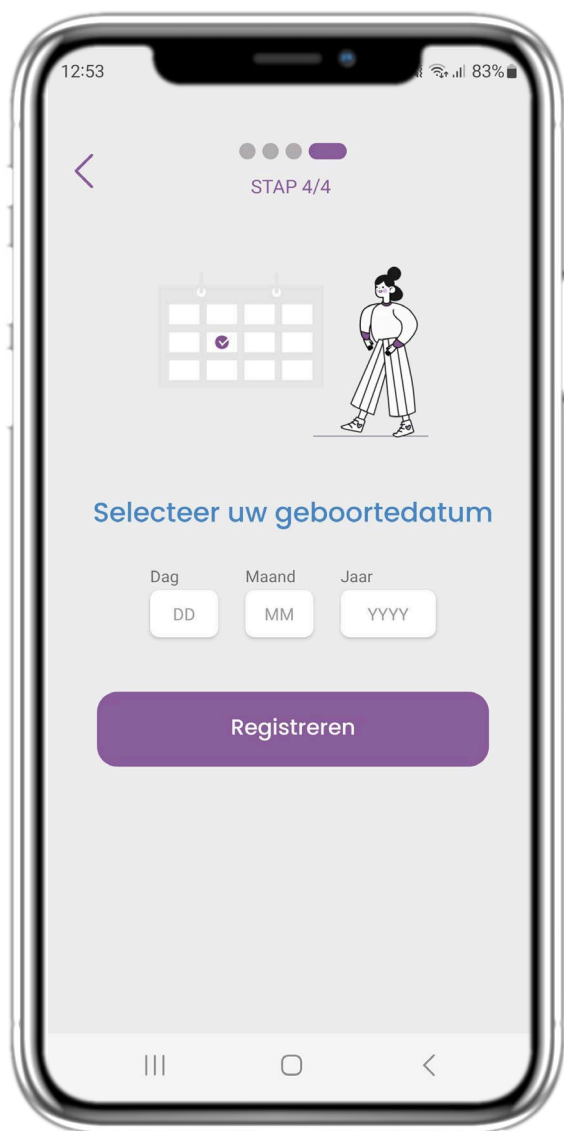 12:53 83%
STAP 4/4
Selecteer uw geboortedatum
Dag Maand Jaar
DD MM YYYY
Registreren